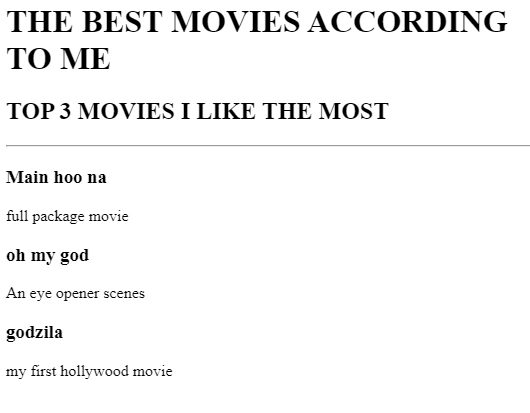 THE BEST MOVIES ACCORDING
TO ME
TOP 3 MOVIES I LIKE THE MOST
Main hoo na
full package movie
oh my god
An eye opener scenes
godzila
my first hollywood movie